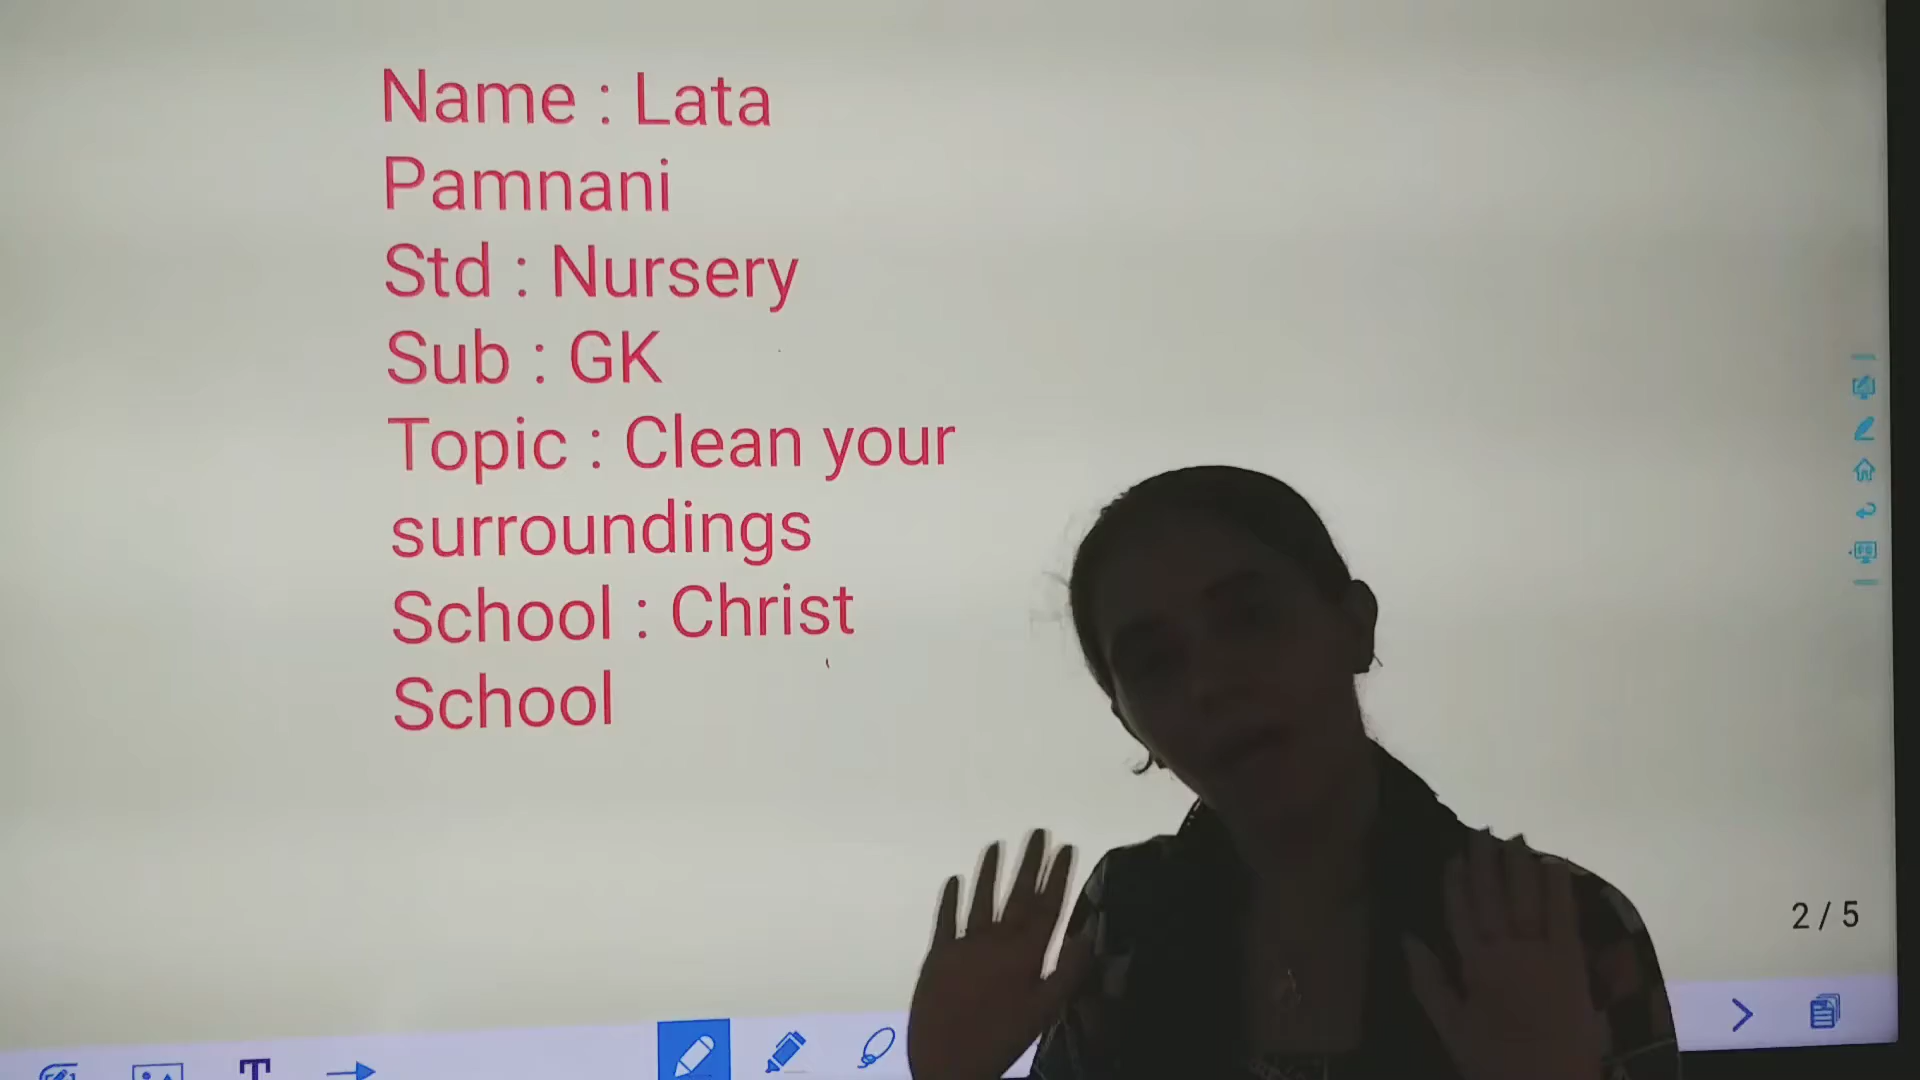 Name : Lata
Pamnani
Std : Nursery
Sub : GK
Topic : Clean your
surroundings
School : Christ
School
2 / 5
T